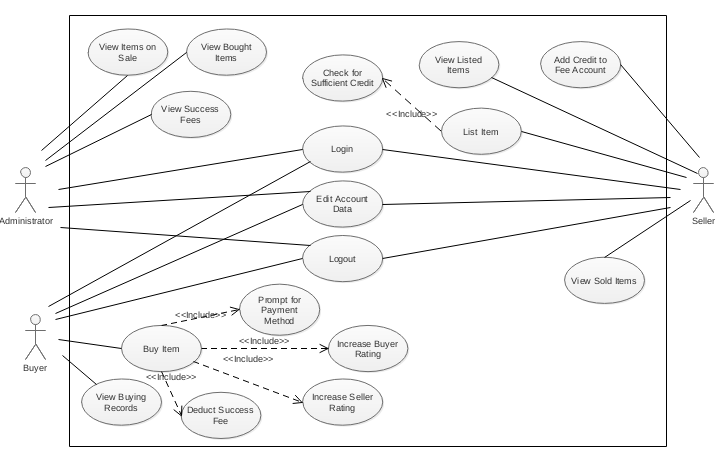 View Items on
Sale
View Bought
Items
View Success
Fees
Check for
Sufficient Credit
View Listed
Items
Add Credit to
Fee Account
<<Include>>
List Item
Login
Edit Account
Data
Logout
Administrator
Seller
View Sold Items
Prompt for
Payment
Method
<<Include>>
Buy Item
<<Include>>
Increase Buyer
Rating
<<Include>>
Buyer
<<Include>>
View Buying
Records
Deduct Success
Fee
Increase Seller
Rating